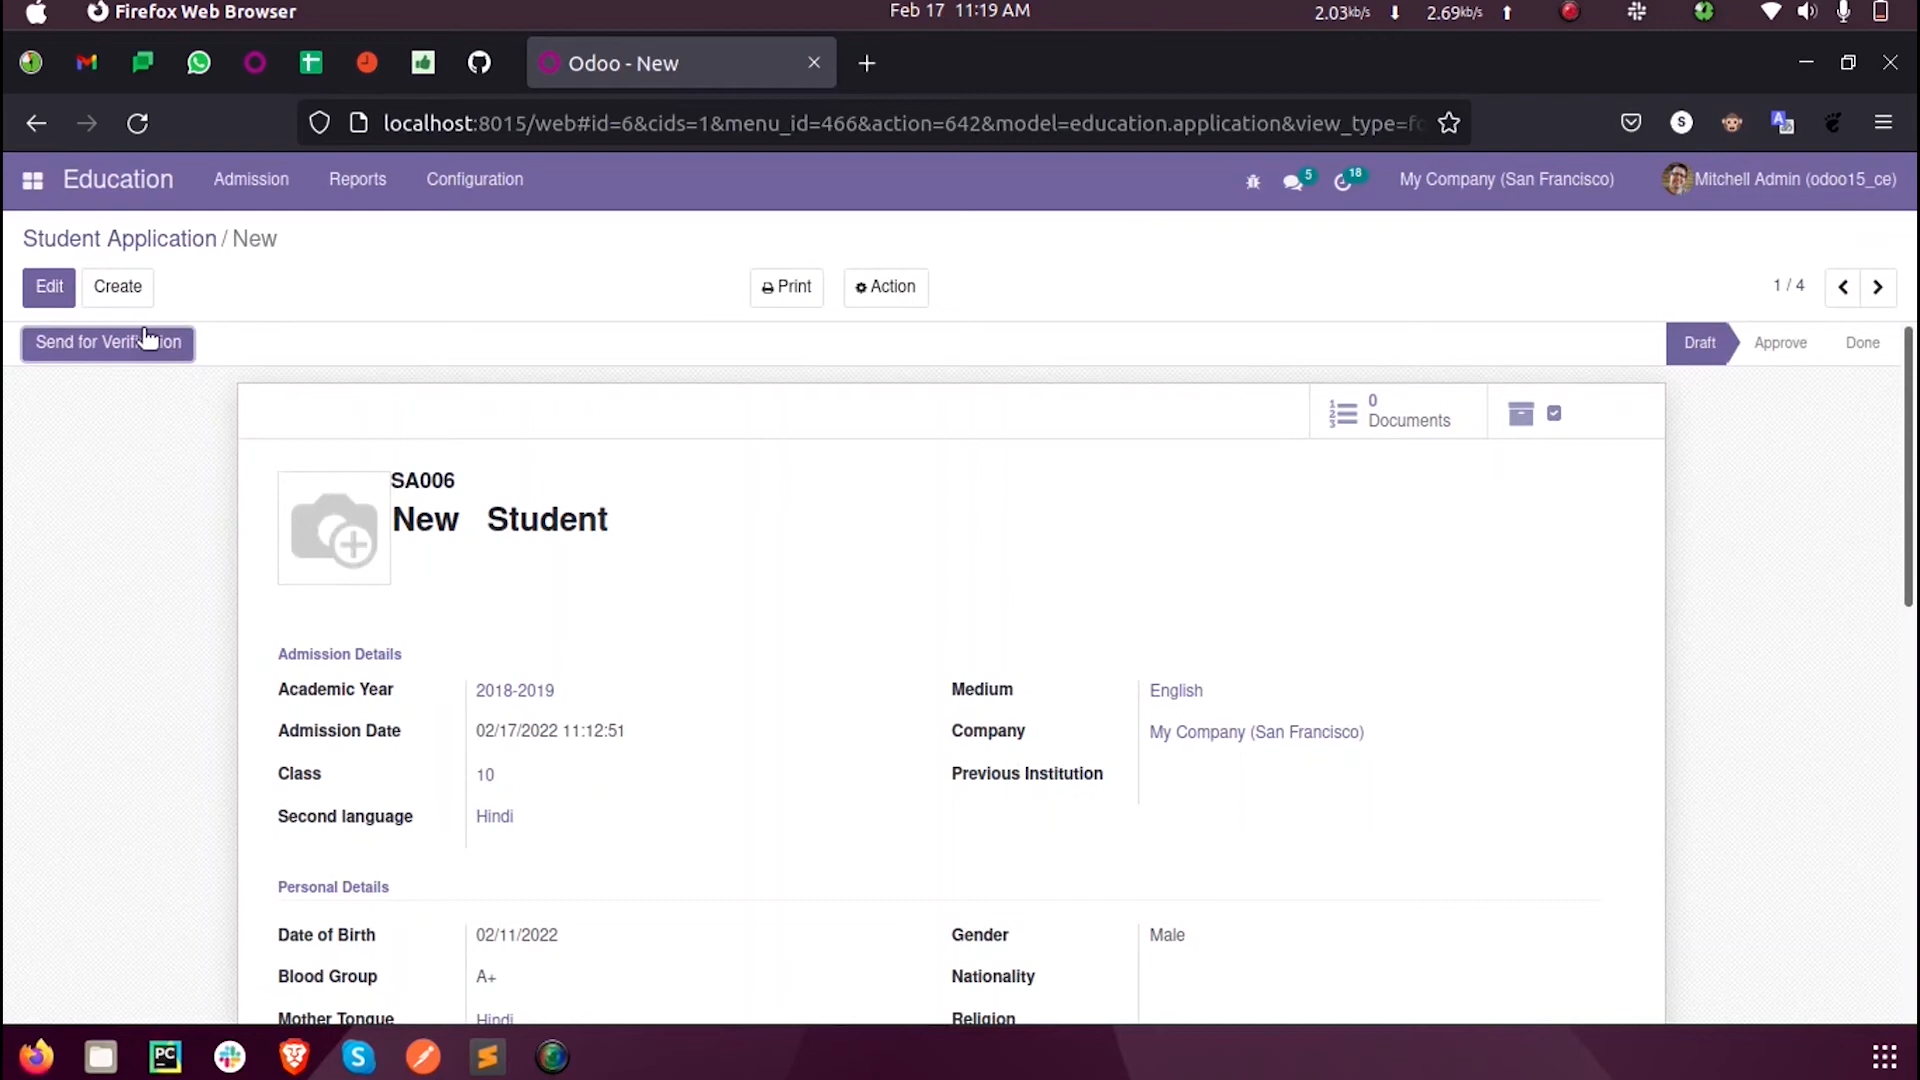 Firefox Web Browser
Feb 17 11:19 AM
2.03kb/s 2.69kb/s
Odoo - New
localhost:8015/web#id=6&cids=1&menu_id=466&action=642&model=education.application&view_type=fo
Education
Admission
Reports
Configuration
5
18
My Company (San Francisco)
Mitchell Admin (odoo15_ce)
Student Application / New
Edit
Create
Print
Action
1 / 4
Send for Verification
Draft
Approve
Done
0
Documents
SA006
New Student
Admission Details
Academic Year 2018-2019
Medium English
Admission Date 02/17/2022 11:12:51
Company My Company (San Francisco)
Class 10
Previous Institution
Second language Hindi
Personal Details
Date of Birth 02/11/2022
Gender Male
Blood Group A+
Nationality
Mother Tongue Hindi
Religion